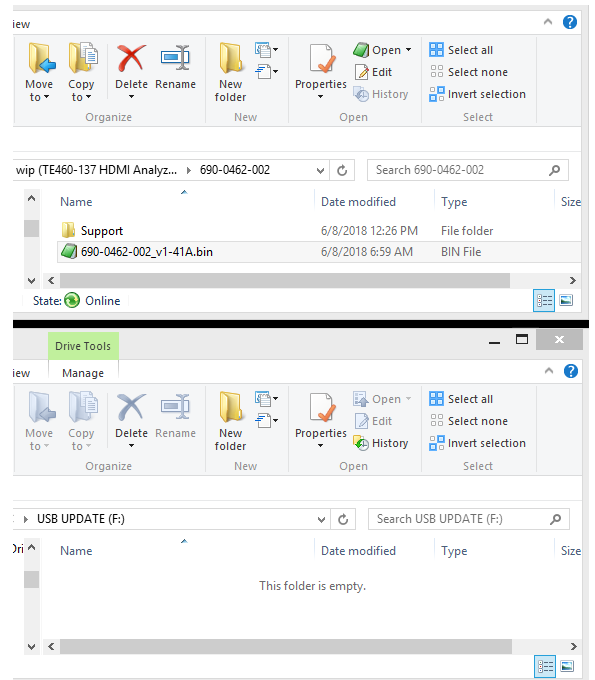 iew
Move to Copy to Delete Rename New folder Properties Open Edit History Select all Select none Invert selection
Organize New Open Select
wip (TE460-137 HDMI Analyz... 690-0462-002 Search 690-0462-002
Name Date modified Type Size
Support 6/8/2018 12:26 PM File folder
690-0462-002_v1-41A.bin 6/8/2018 6:59 AM BIN File
State: Online
Drive Tools
iew Manage
Move to Copy to Delete Rename New folder Properties Open Edit History Select all Select none Invert selection
Organize New Open Select
USB UPDATE (F:) Search USB UPDATE (F:)
Dri Name Date modified Type Size
This folder is empty.